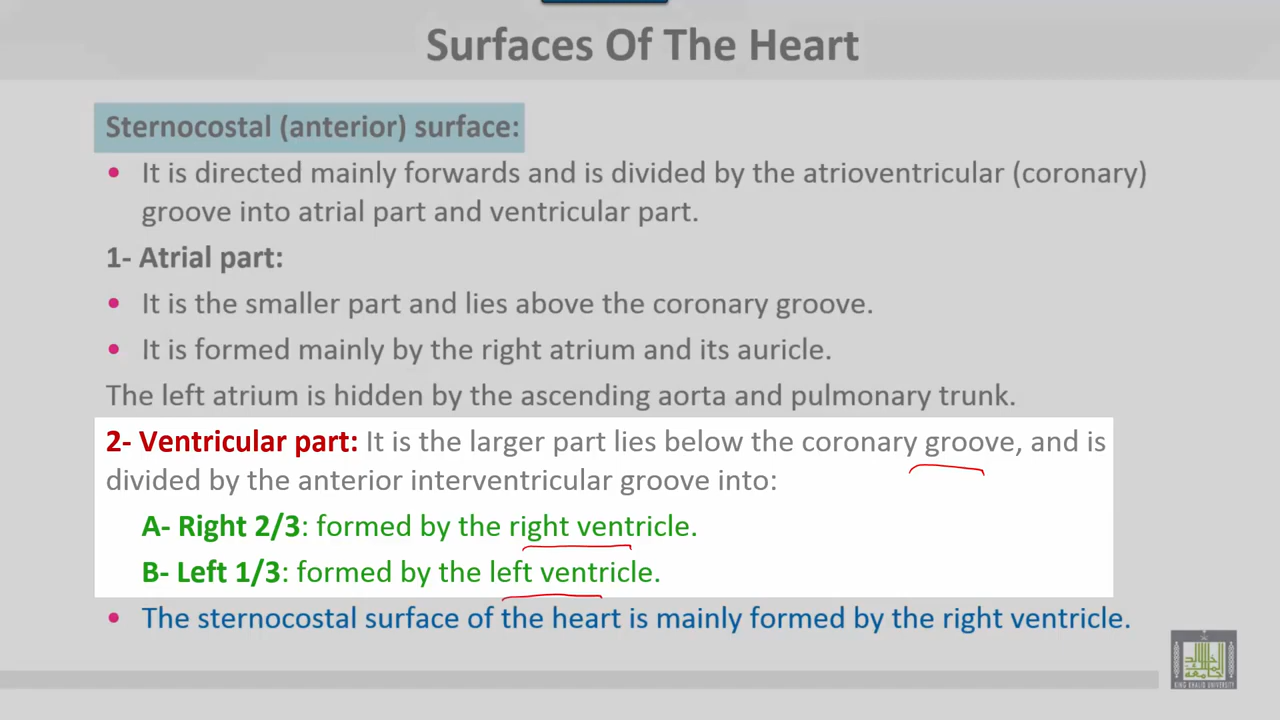 Surfaces Of The Heart
Sternocostal (anterior) surface:
• It is directed mainly forwards and is divided by the atrioventricular (coronary)
groove into atrial part and ventricular part.
1- Atrial part:
• It is the smaller part and lies above the coronary groove.
• It is formed mainly by the right atrium and its auricle.
The left atrium is hidden by the ascending aorta and pulmonary trunk.
2- Ventricular part: It is the larger part lies below the coronary groove, and is
divided by the anterior interventricular groove into:
A- Right 2/3: formed by the right ventricle.
B- Left 1/3: formed by the left ventricle.
• The sternocostal surface of the heart is mainly formed by the right ventricle.
KING KHALID UNIVERSITY